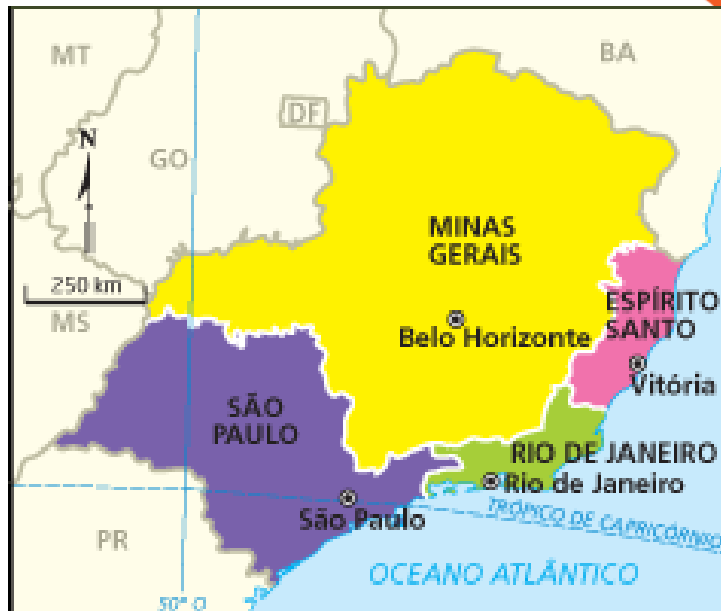 MT
BA
DF
N
GO
MINAS
GERAIS
250 km
MS
ESPÍRITO
SANTO
Belo Horizonte
Vitória
SÃO
PAULO
RIO DE JANEIRO
Rio de Janeiro
São Paulo
TRÓPICO DE CAPRICÓRNIO
PR
OCEANO ATLÂNTICO
50° O